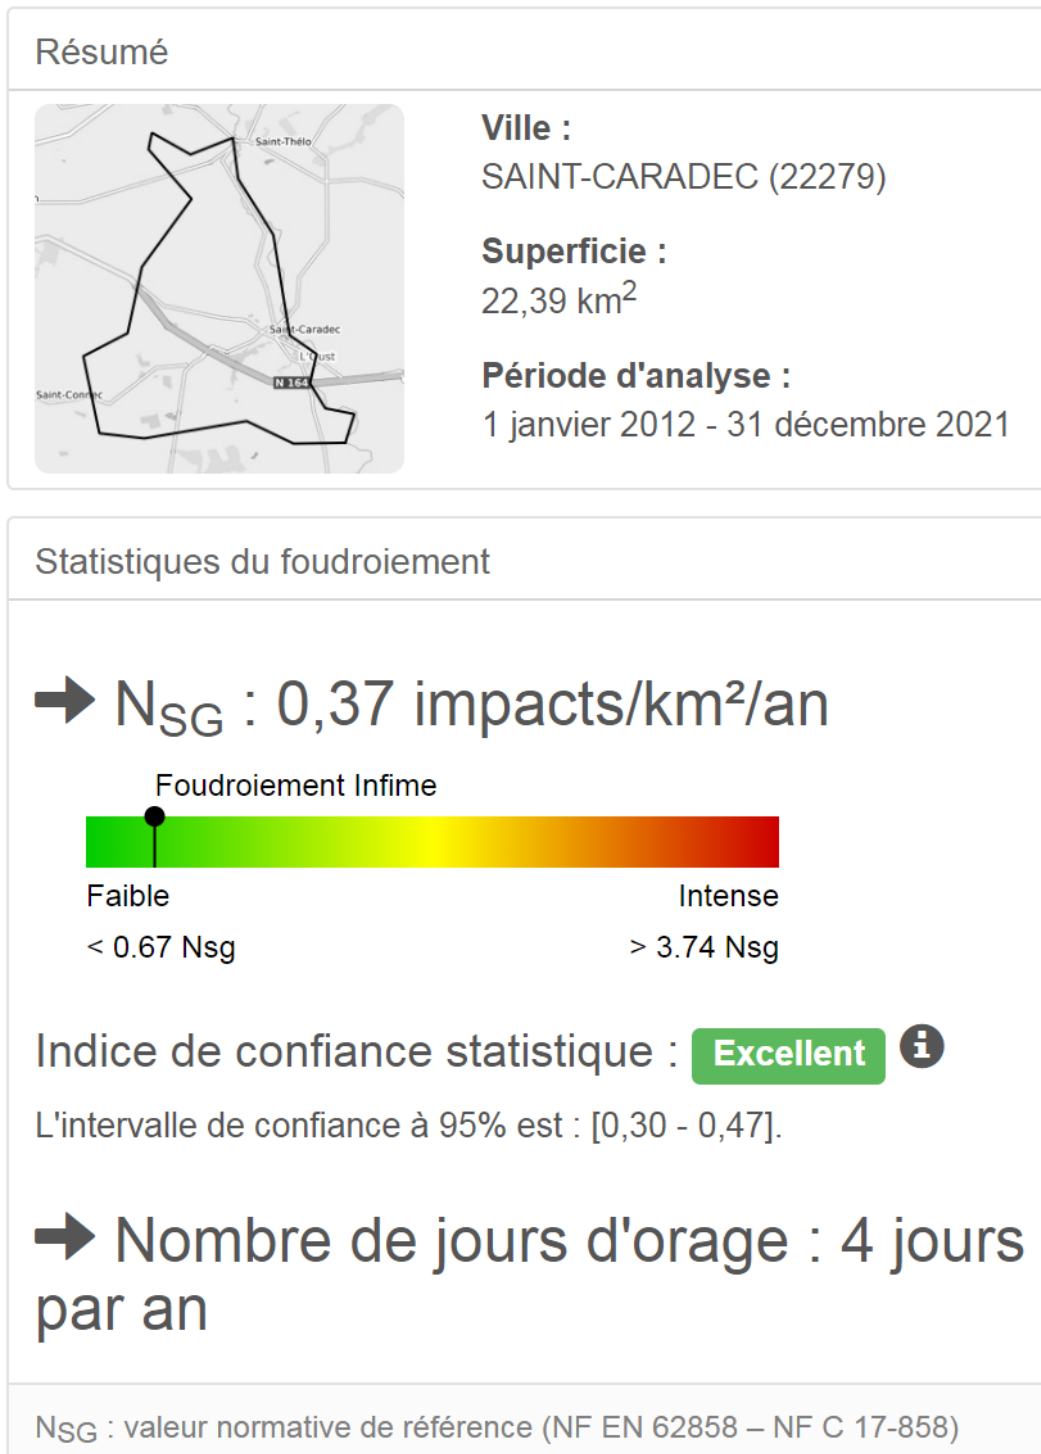 Résumé
Saint-Thélo
Saint-Caradec
L'Oust
N 164
Saint-Connec
Ville :
SAINT-CARADEC (22279)
Superficie :
22,39 km²
Période d'analyse :
1 janvier 2012 - 31 décembre 2021
Statistiques du foudroiement
N_SG : 0,37 impacts/km²/an
Foudroiement Infime
Faible Intense
< 0.67 Nsg > 3.74 Nsg
Indice de confiance statistique : Excellent i
L'intervalle de confiance à 95% est : [0,30 - 0,47].
Nombre de jours d'orage : 4 jours
par an
N_SG : valeur normative de référence (NF EN 62858 – NF C 17-858)